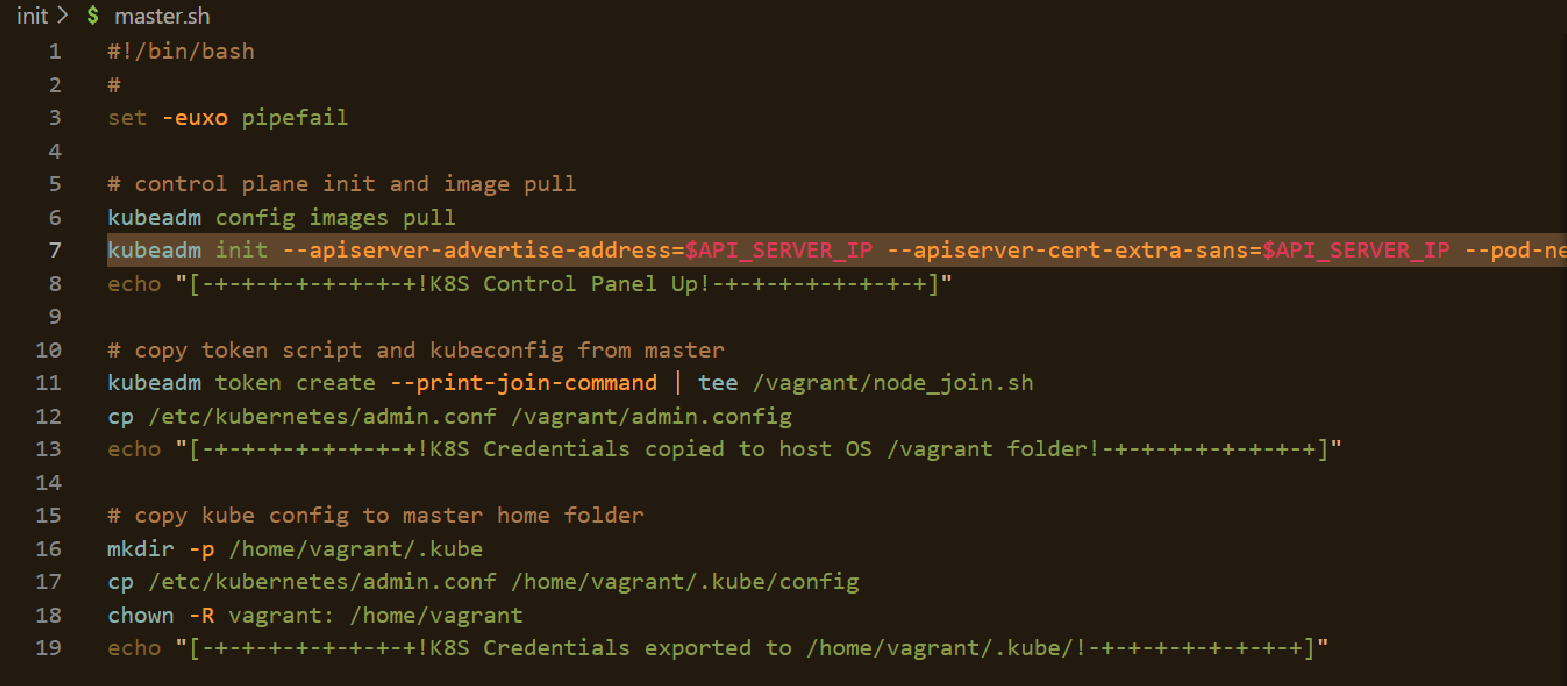 init > $ master.sh
1 #!/bin/bash
2 #
3 set -euxo pipefail
4
5 # control plane init and image pull
6 kubeadm config images pull
7 kubeadm init --apiserver-advertise-address=$API_SERVER_IP --apiserver-cert-extra-sans=$API_SERVER_IP --pod-ne
8 echo "[-+-+-+-+-+-+-+-+!K8S Control Panel Up!-+-+-+-+-+-+-+-+]"
9
10 # copy token script and kubeconfig from master
11 kubeadm token create --print-join-command | tee /vagrant/node_join.sh
12 cp /etc/kubernetes/admin.conf /vagrant/admin.config
13 echo "[-+-+-+-+-+-+-+-+!K8S Credentials copied to host OS /vagrant folder!-+-+-+-+-+-+-+-+]"
14
15 # copy kube config to master home folder
16 mkdir -p /home/vagrant/.kube
17 cp /etc/kubernetes/admin.conf /home/vagrant/.kube/config
18 chown -R vagrant: /home/vagrant
19 echo "[-+-+-+-+-+-+-+-+!K8S Credentials exported to /home/vagrant/.kube/!-+-+-+-+-+-+-+-+]"